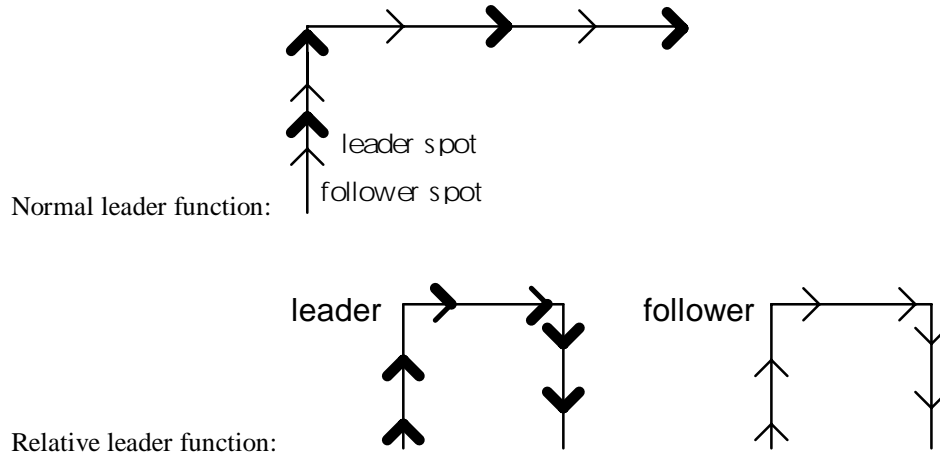 leader spot
follower spot
Normal leader function:
leader
follower
Relative leader function: